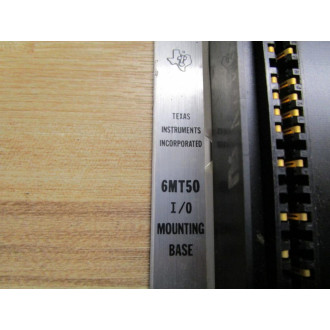 TEXAS
INSTRUMENTS
INCORPORATED
6MT50
I/O
MOUNTING
BASE